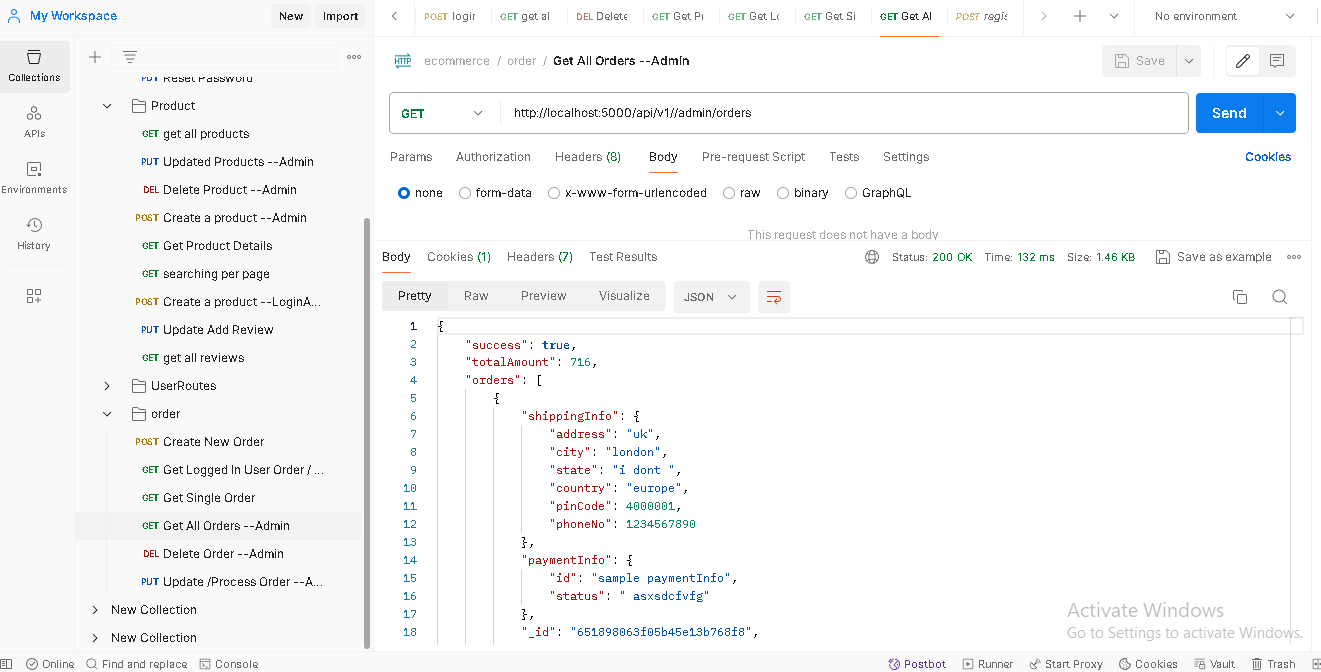 My Workspace
New
Import
POST login
GET get al
DEL Delete
GET Get Pr
GET Get Lo
GET Get Si
GET Get Al
POST regis
No environment
Collections
APIs
Environments
History
PUT Reset Password
Product
GET get all products
PUT Updated Products --Admin
DEL Delete Product --Admin
POST Create a product --Admin
GET Get Product Details
GET searching per page
POST Create a product --LoginA...
PUT Update Add Review
GET get all reviews
UserRoutes
order
POST Create New Order
GET Get Logged In User Order / ...
GET Get Single Order
GET Get All Orders --Admin
DEL Delete Order --Admin
PUT Update /Process Order --A...
New Collection
New Collection
HTTP ecommerce / order / Get All Orders --Admin
Save
GET
http://localhost:5000/api/v1//admin/orders
Send
Params Authorization Headers (8) Body Pre-request Script Tests Settings
Cookies
none form-data x-www-form-urlencoded raw binary GraphQL
This request does not have a body
Body Cookies (1) Headers (7) Test Results
Status: 200 OK Time: 132 ms Size: 1.46 KB Save as example
Pretty Raw Preview Visualize JSON
1 {
2 "success": true,
3 "totalAmount": 716,
4 "orders": [
5 {
6 "shippingInfo": {
7 "address": "uk",
8 "city": "london",
9 "state": "i dont ",
10 "country": "europe",
11 "pinCode": 4000001,
12 "phoneNo": 1234567890
13 },
14 "paymentInfo": {
15 "id": "sample paymentInfo",
16 "status": " asxsdcfvfg"
17 },
18 "_id": "651898063f05b45e13b768f8",
Activate Windows
Go to Settings to activate Windows.
Online Find and replace Console
Postbot Runner Start Proxy Cookies Vault Trash